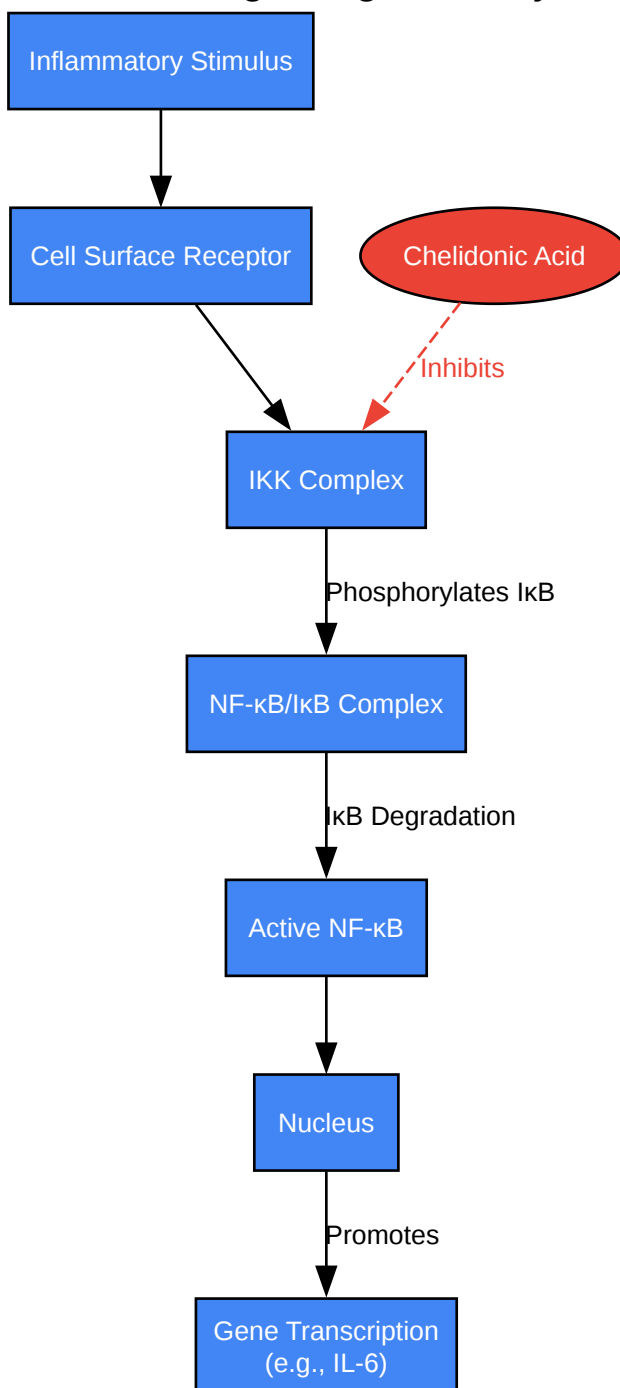 Inflammatory Stimulus
Cell Surface Receptor
Chelidonic Acid
Inhibits
IKK Complex
Phosphorylates IκB
NF-κB/IκB Complex
IκB Degradation
Active NF-κB
Nucleus
Promotes
Gene Transcription
(e.g., IL-6)